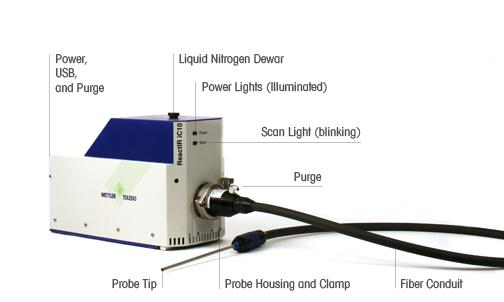 Power,
USB,
and Purge
Liquid Nitrogen Dewar
Power Lights (Illuminated)
Scan Light (blinking)
Purge
ReactIR iC10
Power
Scan
METTLER TOLEDO
Probe Tip
Probe Housing and Clamp
Fiber Conduit